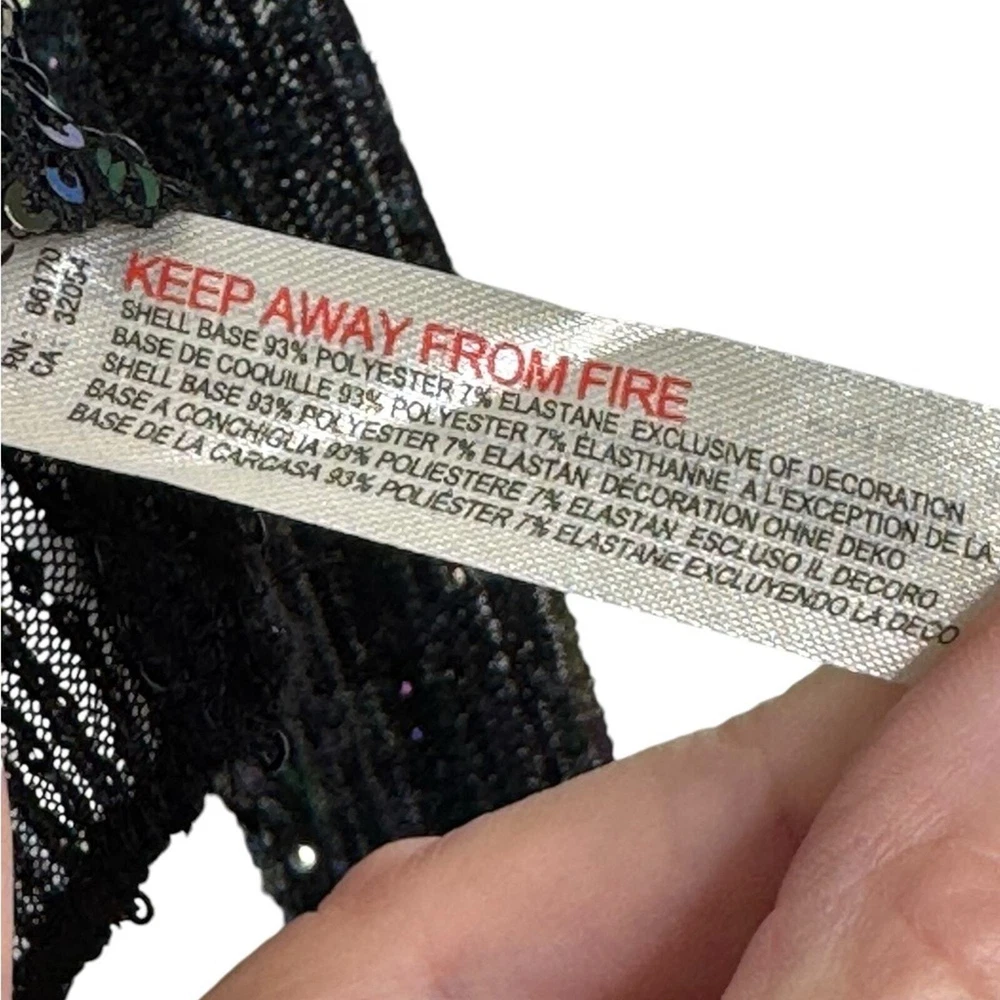 KEEP AWAY FROM FIRE
SHELL BASE 93% POLYESTER 7% ELASTANE EXCLUSIVE OF DECORATION
BASE DE COQUILLE 93% POLYESTER 7% ÉLASTHANNE À L'EXCEPTION DE LA
SHELL BASE 93% POLYESTER 7% ELASTAN DECORATION OHNE DEKO
BASE A CONCHIGLIA 93% POLIESTERE 7% ELASTAN ESCLUSO IL DECORO
BASE DE LA CARCASA 93% POLIÉSTER 7% ELASTANE EXCLUYENDO LA DECO
RN: 86170
CA: 32054